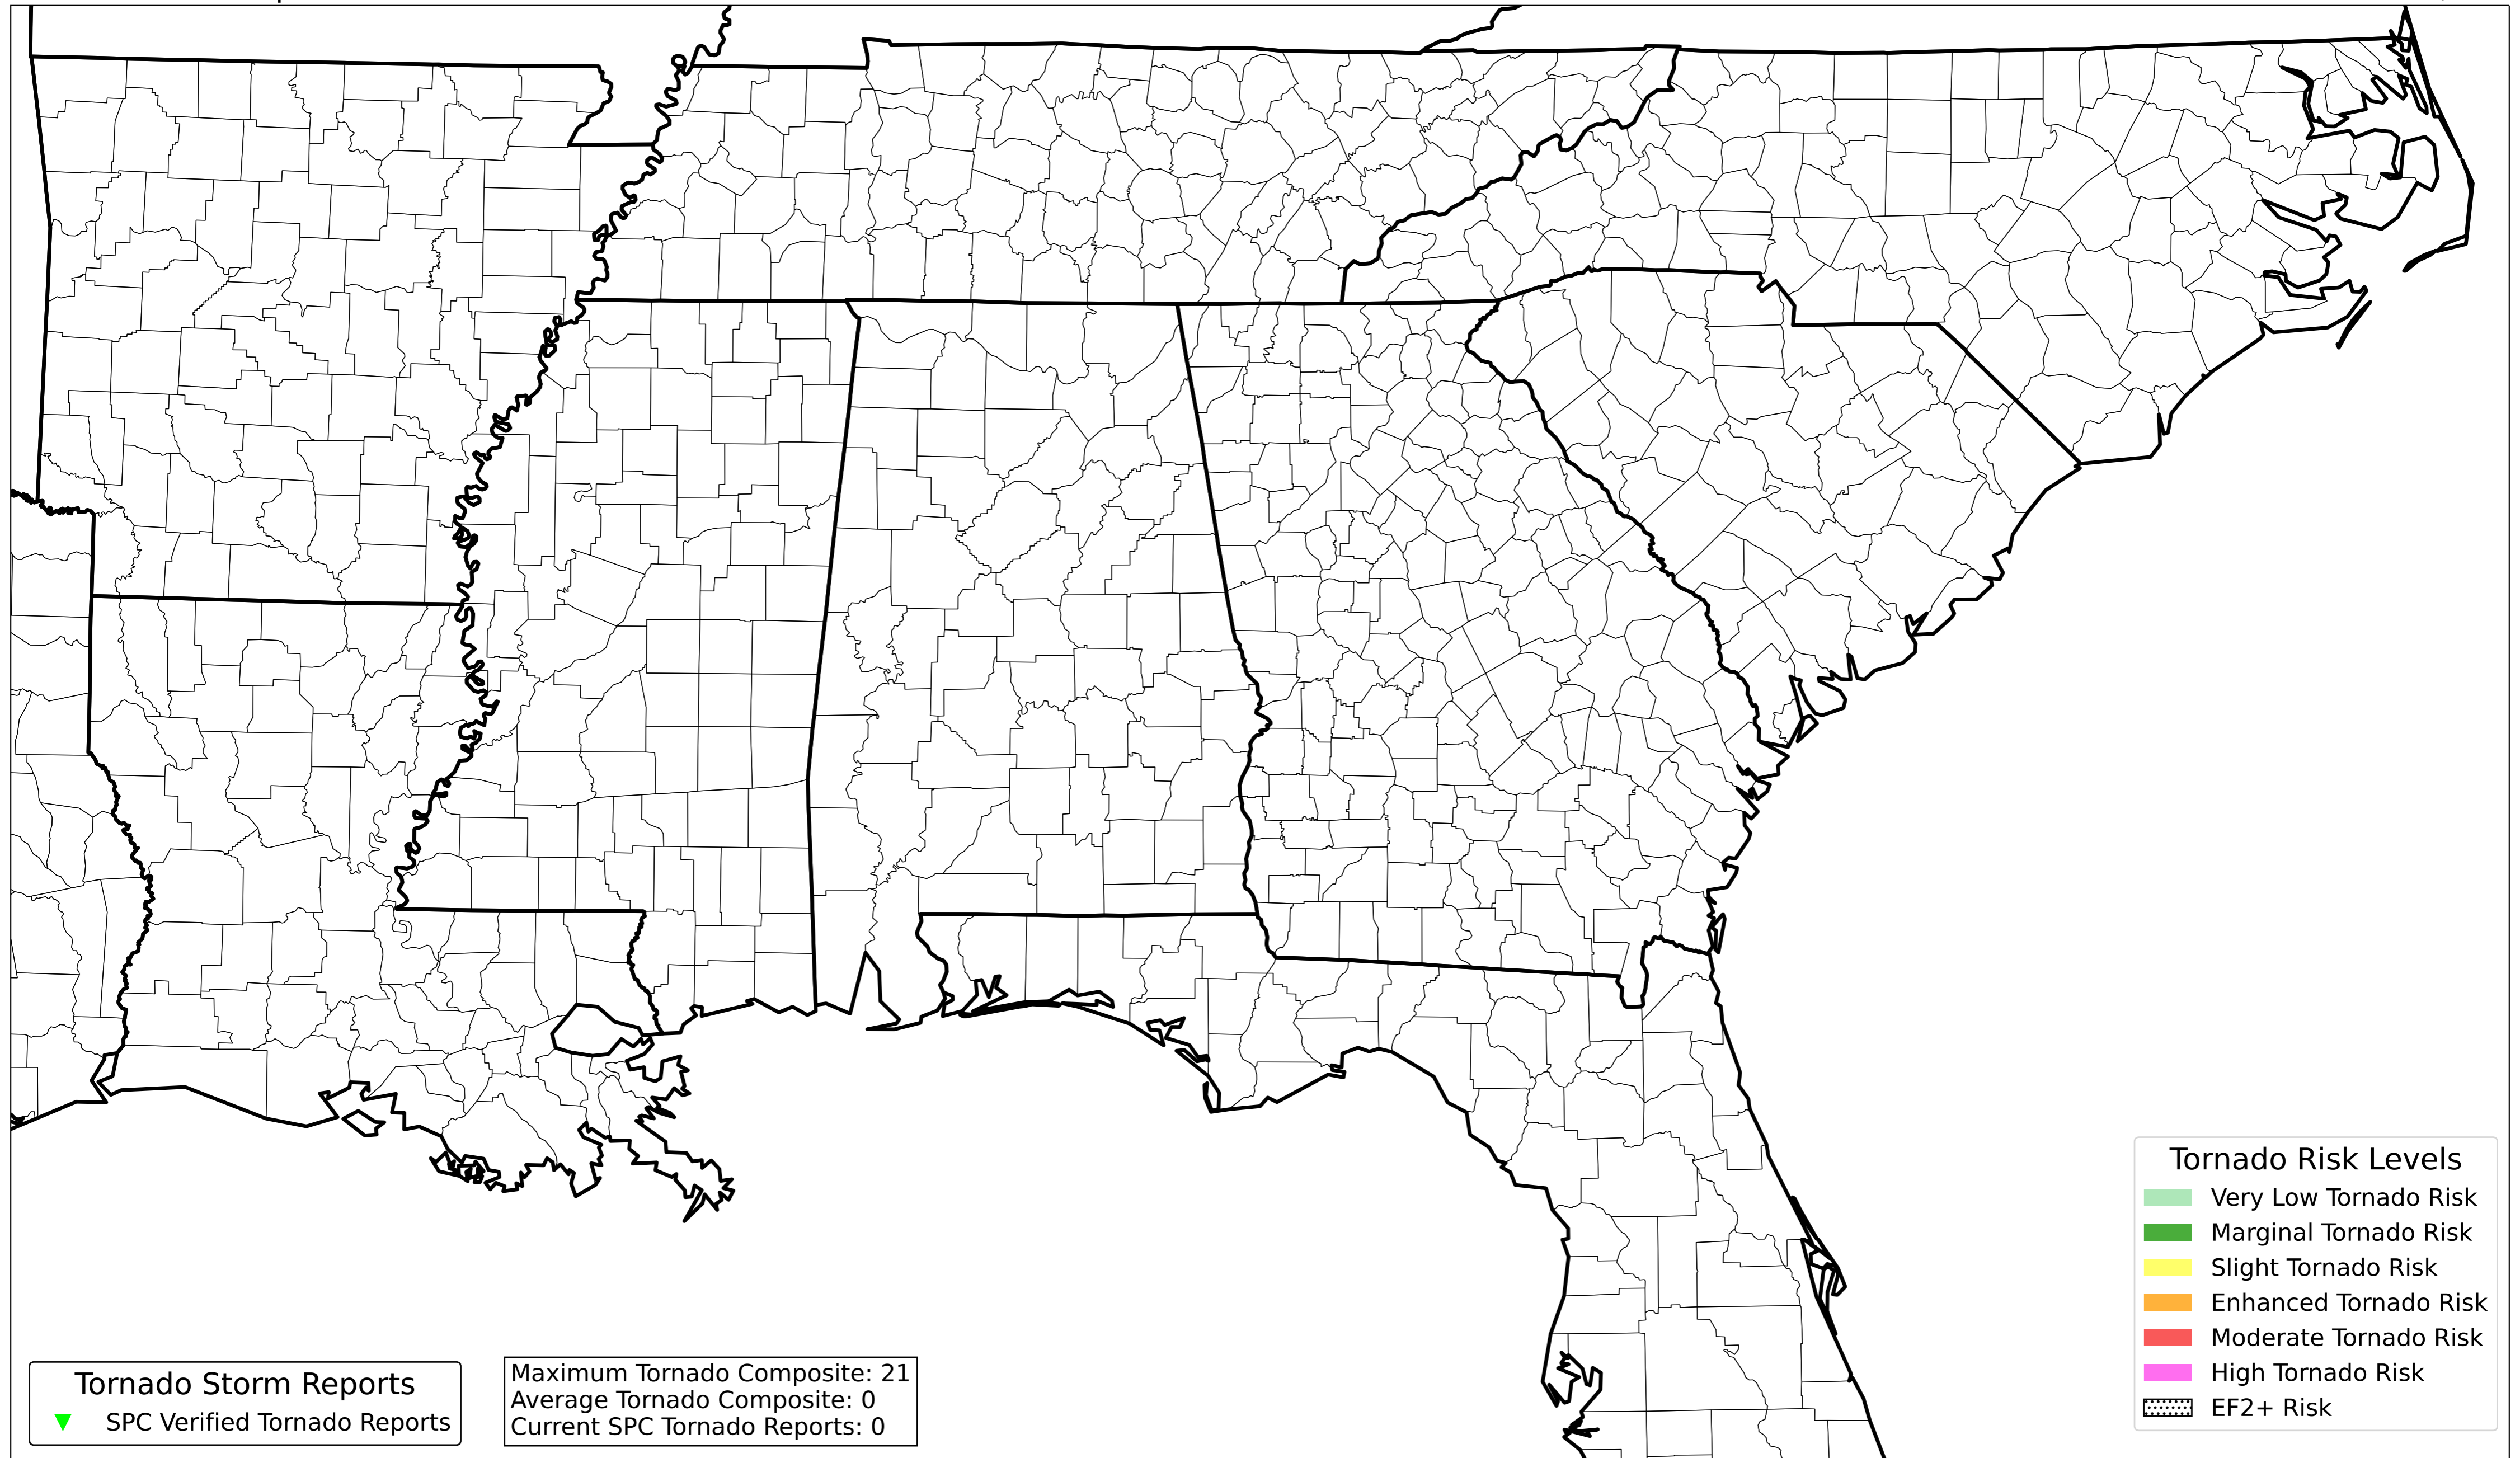 Tornado Risk Levels
Very Low Tornado Risk
Marginal Tornado Risk
Slight Tornado Risk
Enhanced Tornado Risk
Moderate Tornado Risk
High Tornado Risk
EF2+ Risk
Tornado Storm Reports
SPC Verified Tornado Reports
Maximum Tornado Composite: 21
Average Tornado Composite: 0
Current SPC Tornado Reports: 0